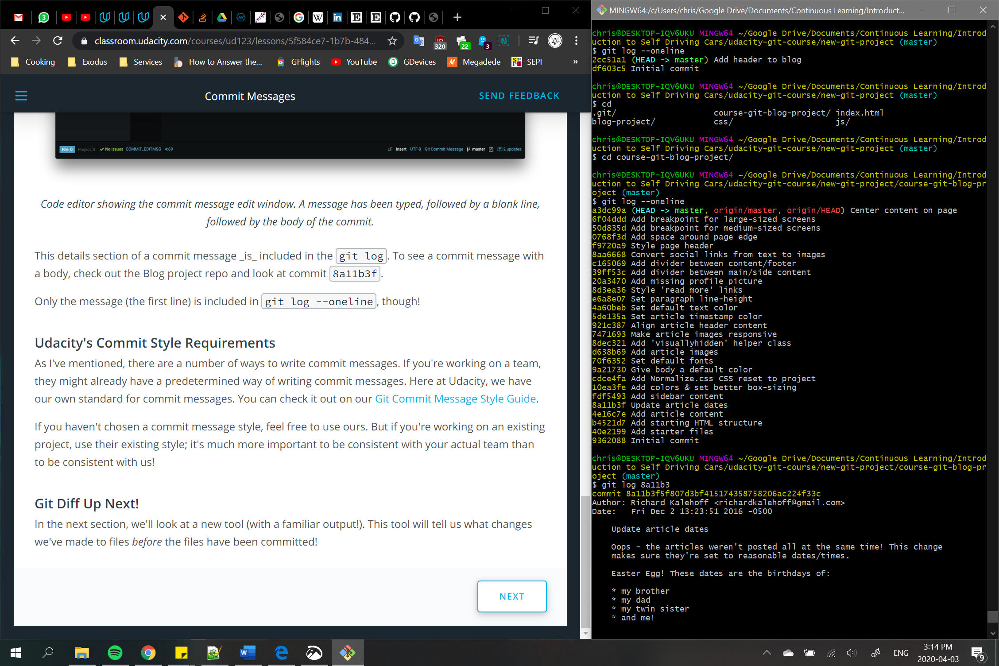 classroom.udacity.com/courses/ud123/lessons/5f584ce7-1b7b-484...
320
22
3
Cooking
Exodus
Services
How to Answer the...
GFlights
YouTube
GDevices
Megadede
SEPI
»
Commit Messages
SEND FEEDBACK
File 0 Project 0 No Issues COMMIT_EDITMSG 4:69
LF Insert UTF-8 Git Commit Message master 2 updates
Code editor showing the commit message edit window. A message has been typed, followed by a blank line,
followed by the body of the commit.
This details section of a commit message _is_ included in the git log. To see a commit message with
a body, check out the Blog project repo and look at commit 8a11b3f.
Only the message (the first line) is included in git log --oneline, though!
Udacity's Commit Style Requirements
As I've mentioned, there are a number of ways to write commit messages. If you're working on a team,
they might already have a predetermined way of writing commit messages. Here at Udacity, we have
our own standard for commit messages. You can check it out on our Git Commit Message Style Guide.
If you haven't chosen a commit message style, feel free to use ours. But if you're working on an existing
project, use their existing style; it's much more important to be consistent with your actual team than
to be consistent with us!
Git Diff Up Next!
In the next section, we'll look at a new tool (with a familiar output!). This tool will tell us what changes
we've made to files before the files have been committed!
NEXT
MINGW64:/c/Users/chris/Google Drive/Documents/Continuous Learning/Introduct...
chris@DESKTOP-IQV6UKU MINGW64 ~/Google Drive/Documents/Continuous Learning/Introd
uction to Self Driving Cars/udacity-git-course/new-git-project (master)
$ git log --oneline
2cc51a1 (HEAD -> master) Add header to blog
df603c5 Initial commit
chris@DESKTOP-IQV6UKU MINGW64 ~/Google Drive/Documents/Continuous Learning/Introd
uction to Self Driving Cars/udacity-git-course/new-git-project (master)
$ cd
.git/ course-git-blog-project/ index.html
blog-project/ css/ js/
chris@DESKTOP-IQV6UKU MINGW64 ~/Google Drive/Documents/Continuous Learning/Introd
uction to Self Driving Cars/udacity-git-course/new-git-project (master)
$ cd course-git-blog-project/
chris@DESKTOP-IQV6UKU MINGW64 ~/Google Drive/Documents/Continuous Learning/Introd
uction to Self Driving Cars/udacity-git-course/new-git-project/course-git-blog-pr
oject (master)
$ git log --oneline
a3dc99a (HEAD -> master, origin/master, origin/HEAD) Center content on page
6f04ddd Add breakpoint for large-sized screens
50d835d Add breakpoint for medium-sized screens
0768f3d Add space around page edge
f9720a9 Style page header
8aa6668 Convert social links from text to images
c165069 Add divider between content/footer
39ff53c Add divider between main/side content
20a3470 Add missing profile picture
8d3ea36 Style 'read more' links
e6a8e07 Set paragraph line-height
4a60beb Set default text color
5de135a Set article timestamp color
921c387 Align article header content
7471693 Make article images responsive
8dec321 Add 'visuallyhidden' helper class
d638b69 Add article images
70f6352 Set default fonts
9a21730 Give body a default color
cdce4fa Add Normalize.css CSS reset to project
10ea3fe Add colors & set better box-sizing
fdf5493 Add sidebar content
8a11b3f Update article dates
4e16c7e Add article content
b4521d7 Add starting HTML structure
40e2199 Add starter files
9362088 Initial commit
chris@DESKTOP-IQV6UKU MINGW64 ~/Google Drive/Documents/Continuous Learning/Introd
uction to Self Driving Cars/udacity-git-course/new-git-project/course-git-blog-pr
oject (master)
$ git log 8a11b3
commit 8a11b3f5f807d3bf415174358758206ac224f33c
Author: Richard Kalehoff <richardkalehoff@gmail.com>
Date: Fri Dec 2 13:23:51 2016 -0500
Update article dates
Oops - the articles weren't posted all at the same time! This change
makes sure they're set to reasonable dates/times.
Easter Egg! These dates are the birthdays of:
* my brother
* my dad
* my twin sister
* and me!
ENG
3:14 PM
2020-04-03
9